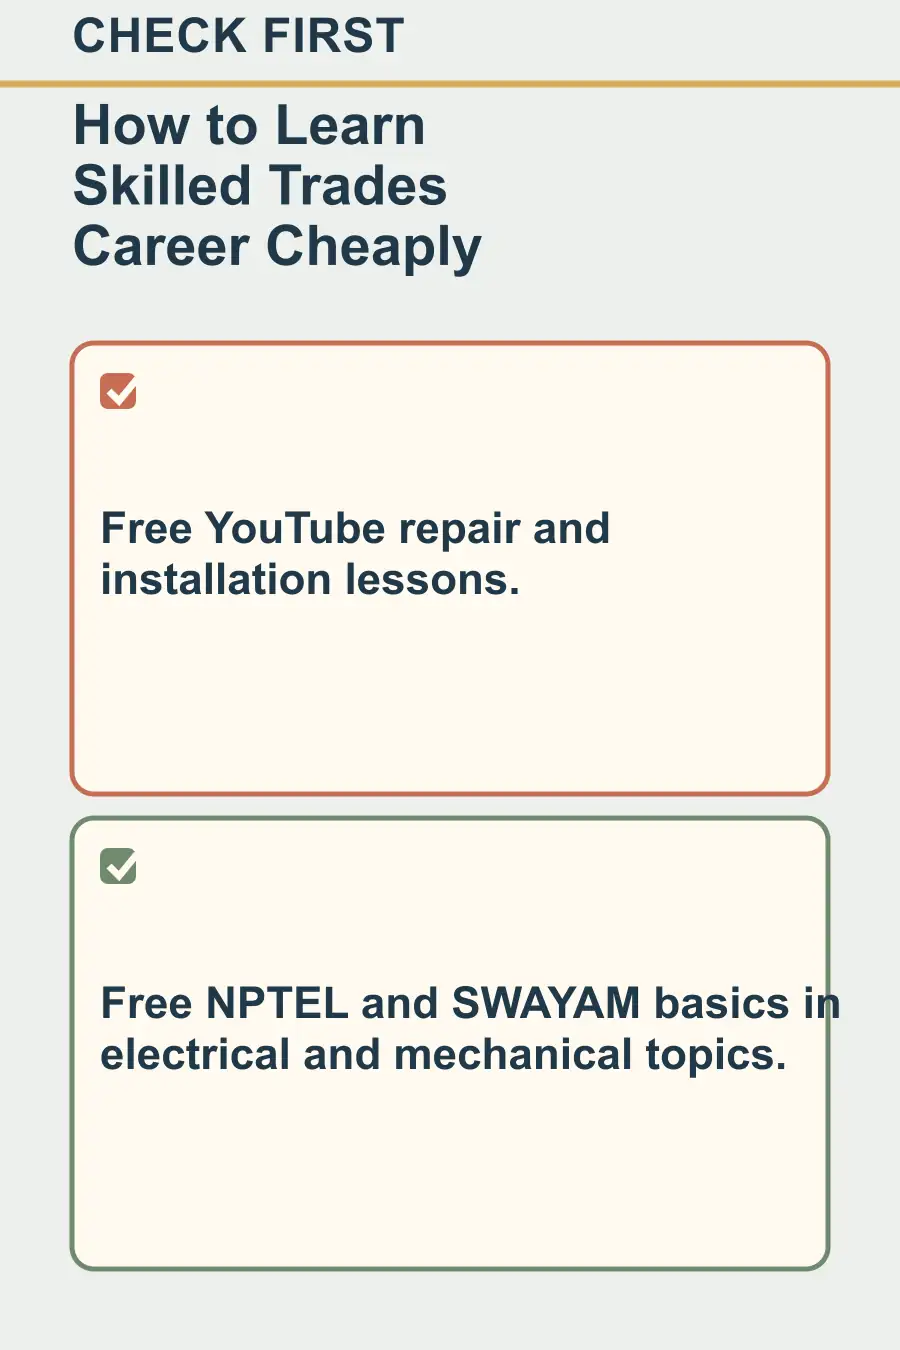 CHECK FIRST
How to Learn
Skilled Trades
Career Cheaply
Free YouTube repair and
installation lessons.
Free NPTEL and SWAYAM basics in
electrical and mechanical topics.